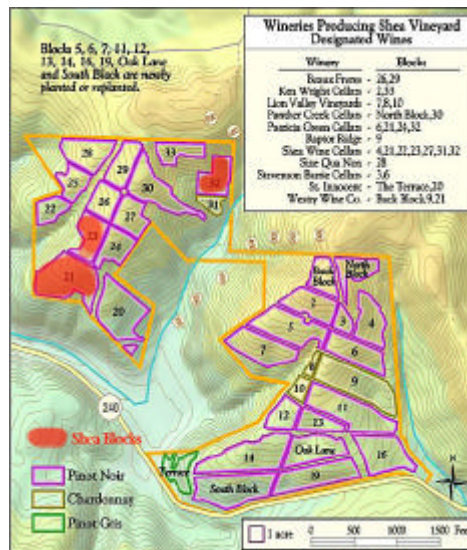 Blocks 5, 6, 7, 11, 12,
13, 14, 16, 19, Oak Lane
and South Block are newly
planted or replanted.
Wineries Producing Shea Vineyard
Designated Wines
Winery Blocks
Beaux Freres - 26,29
Ken Wright Cellars - 2,33
Lion Valley Vineyards - 7,8,10
Panther Creek Cellars - North Block,30
Patricia Green Cellars - 6,21,24,32
Raptor Ridge - 9
Shea Wine Cellars - 4,21,22,23,27,31,32
Sine Qua Non - 28
Stevenson Barrie Cellars - 3,6
St. Innocent - The Terrace,20
Westry Wine Co. - Back Block,9,21
28
33
29
25
30
32
26
31
22
27
23
24
21
20
Back
Block
North
Block
2
3
4
5
7
6
8
9
10
11
12
13
240
Terrace
14
Oak Lane
16
South Block
19
Shea Blocks
Pinot Noir
Chardonnay
Pinot Gris
N
1 acre
0 500 1000 1500 Feet